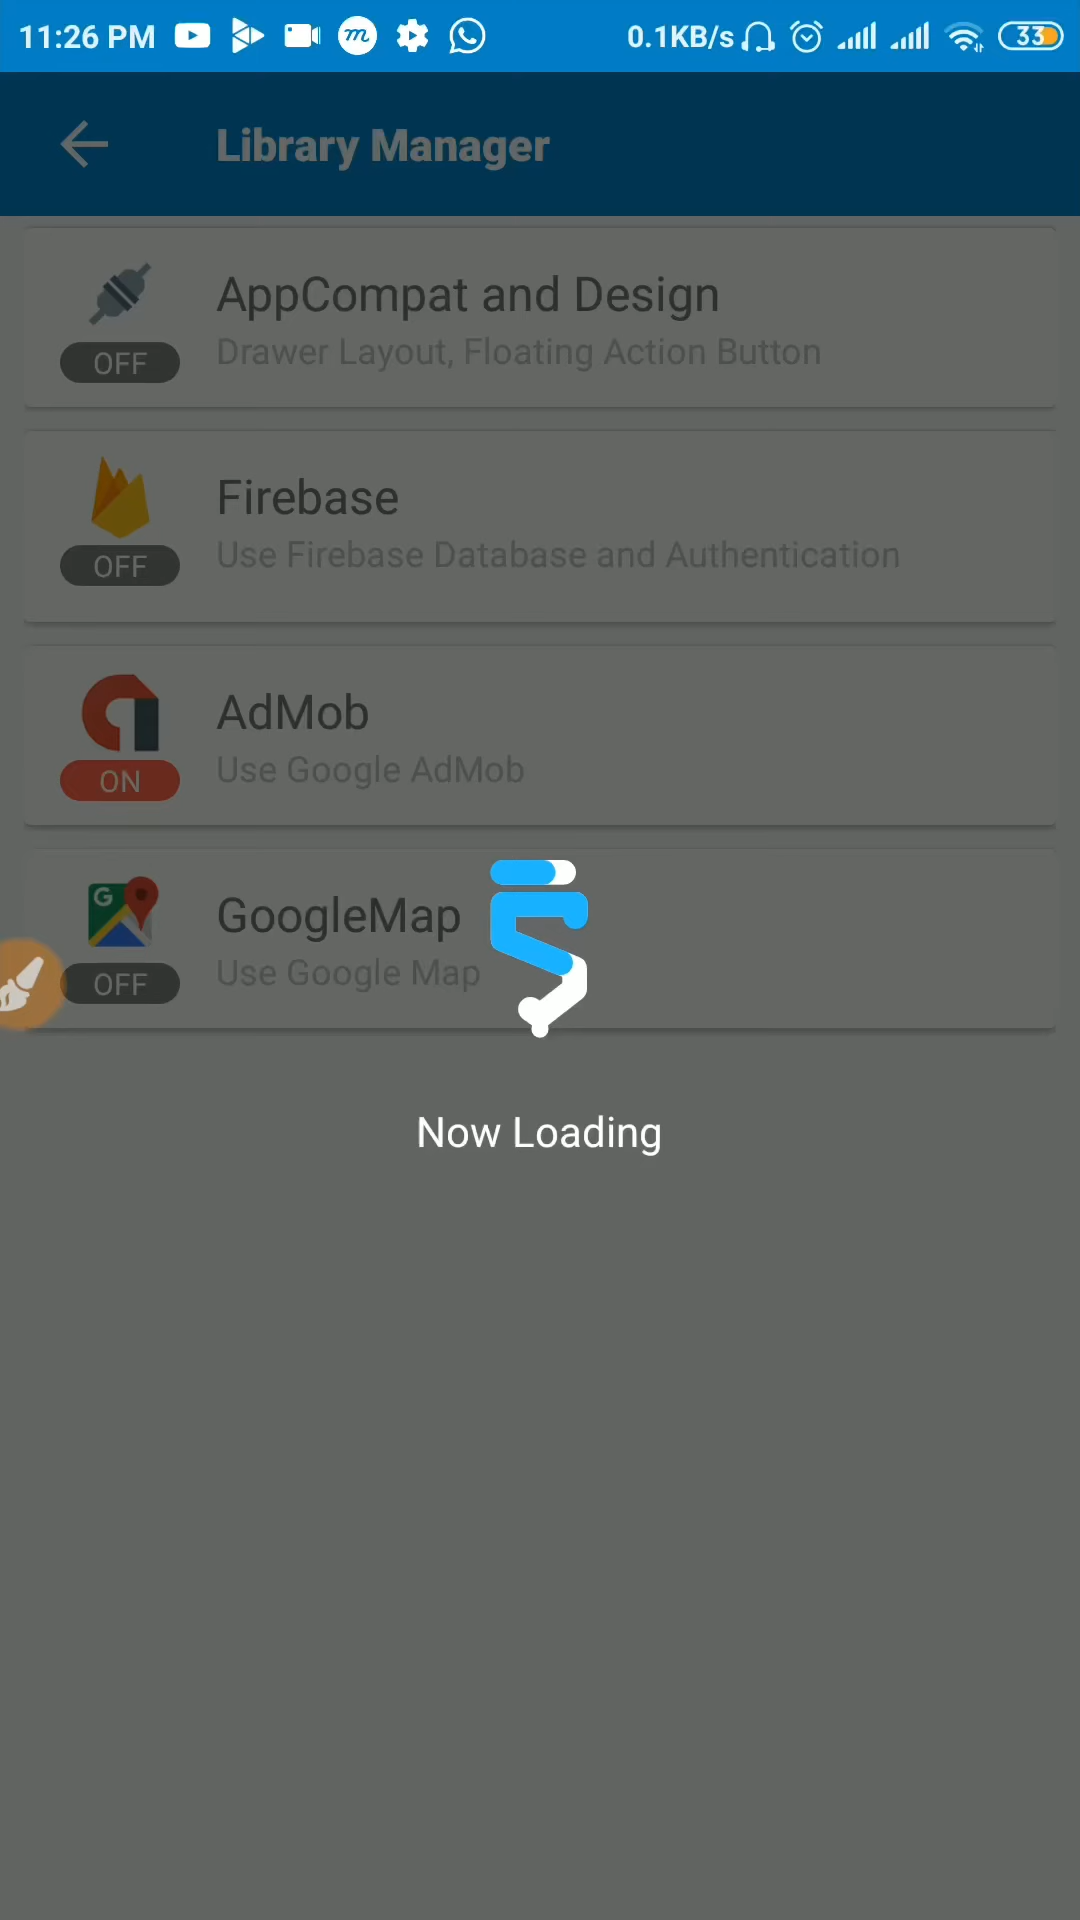 11:26 PM 0.1KB/s 33
Library Manager
AppCompat and Design
Drawer Layout, Floating Action Button
OFF
Firebase
Use Firebase Database and Authentication
OFF
AdMob
Use Google AdMob
ON
GoogleMap
Use Google Map
OFF
Now Loading